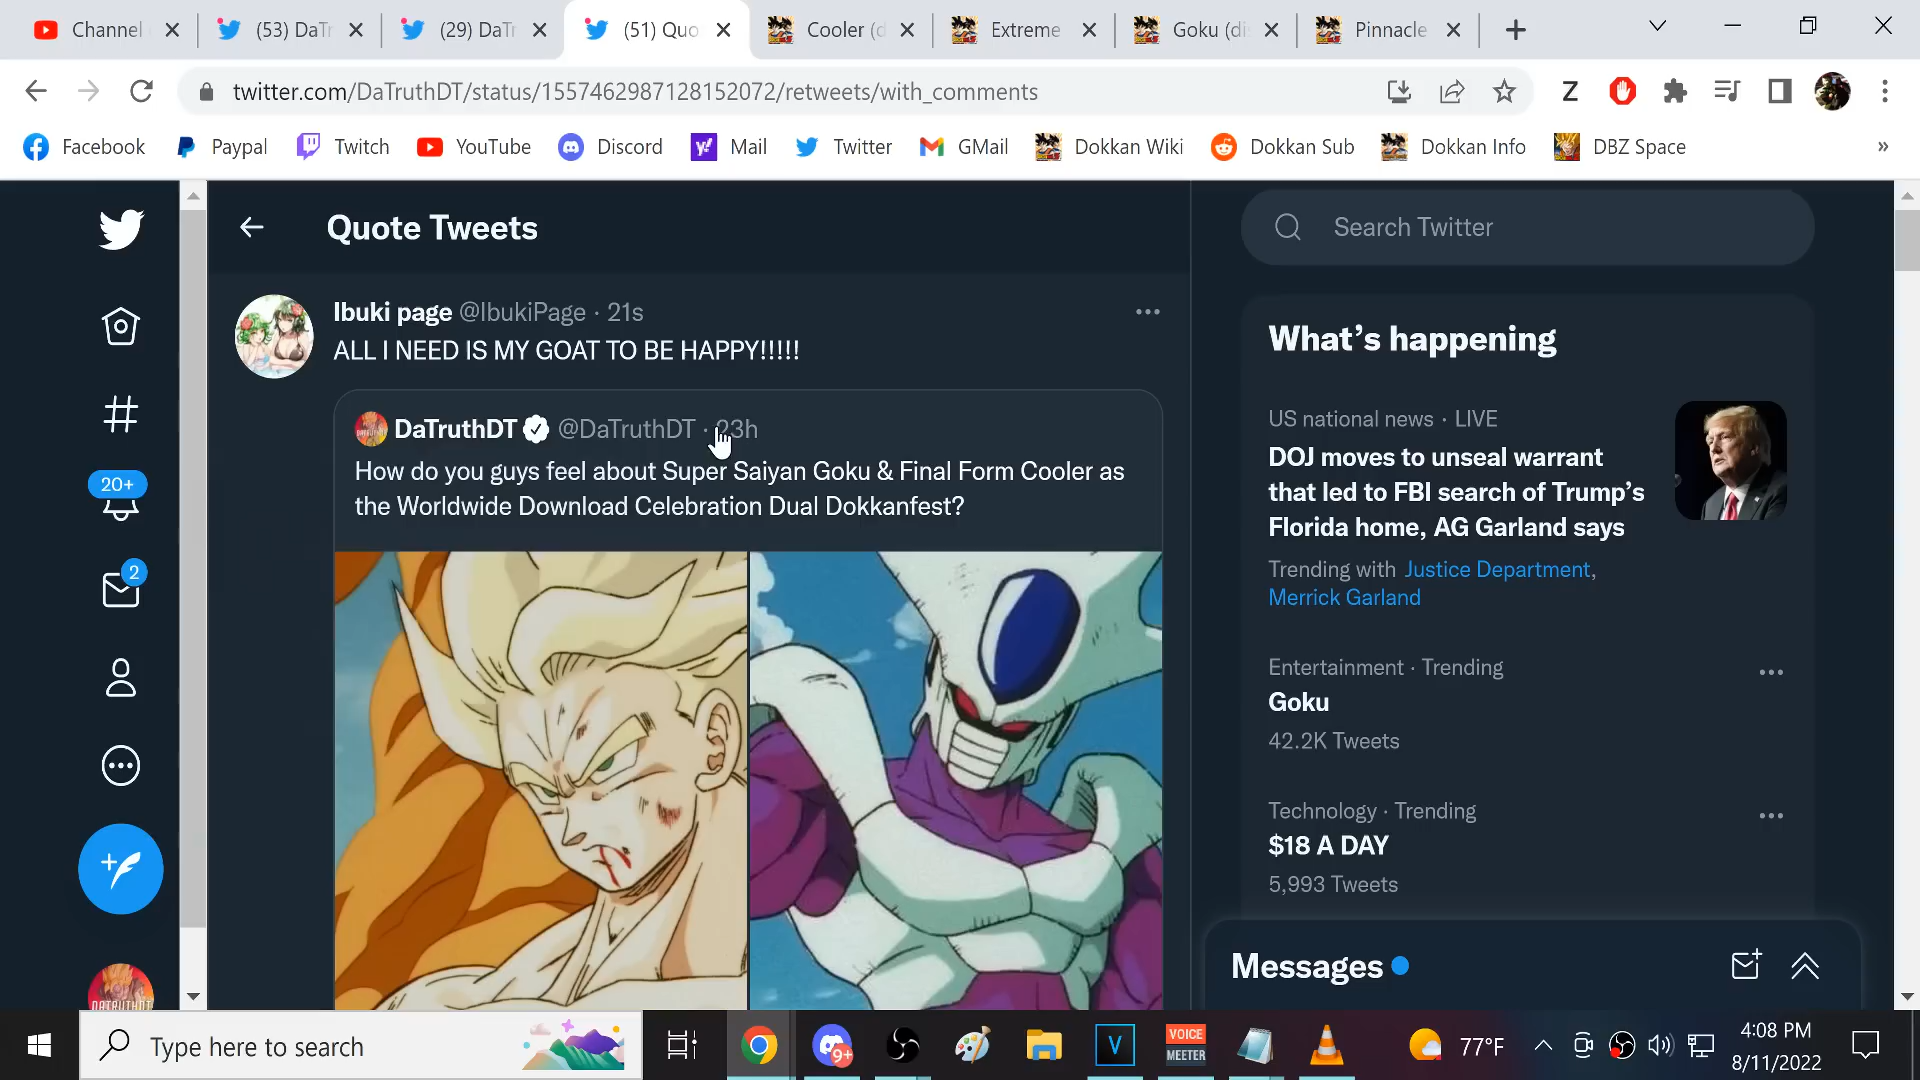 Channel
(53) DaTr
(29) DaTr
(51) Quo
Cooler (d
Extreme
Goku (di
Pinnacle
twitter.com/DaTruthDT/status/1557462987128152072/retweets/with_comments
Z
Facebook
Paypal
Twitch
YouTube
Discord
Mail
Twitter
GMail
Dokkan Wiki
Dokkan Sub
Dokkan Info
DBZ Space
»
Quote Tweets
Search Twitter
Ibuki page @IbukiPage · 21s
ALL I NEED IS MY GOAT TO BE HAPPY!!!!!
DaTruthDT @DaTruthDT · 23h
How do you guys feel about Super Saiyan Goku & Final Form Cooler as
the Worldwide Download Celebration Dual Dokkanfest?
20+
2
What's happening
US national news · LIVE
DOJ moves to unseal warrant
that led to FBI search of Trump's
Florida home, AG Garland says
Trending with Justice Department,
Merrick Garland
Entertainment · Trending
Goku
42.2K Tweets
Technology · Trending
$18 A DAY
5,993 Tweets
Messages
DATRUTHDT
Type here to search
9+
V
VOICE
MEETER
77°F
4:08 PM
8/11/2022